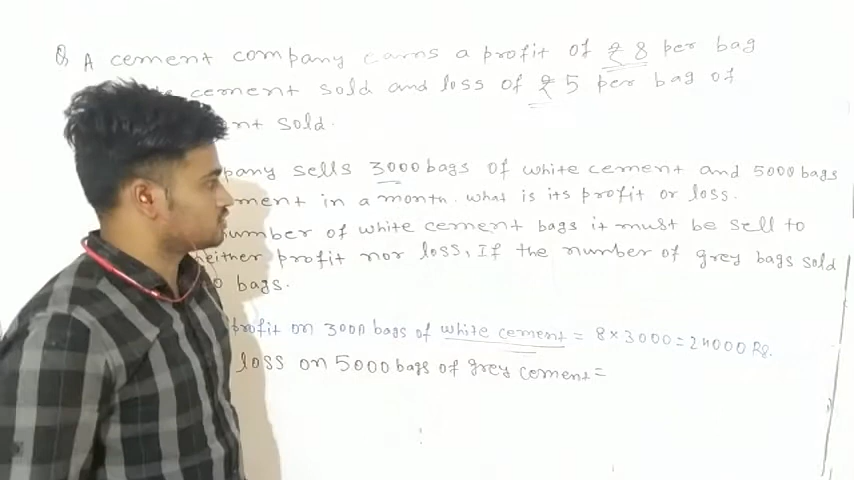 Q A cement company earns a profit of ₹ 8 per bag
cement sold and loss of ₹ 5 per bag of
nt sold.
pany sells 3000 bags of white cement and 5000 bags
ment in a month. what is its profit or loss.
number of white cement bags it must be sell to
neither profit nor loss, If the number of grey bags sold
bags.
profit on 3000 bags of white cement = 8 × 3000 = 24000 Rs.
loss on 5000 bags of grey cement =